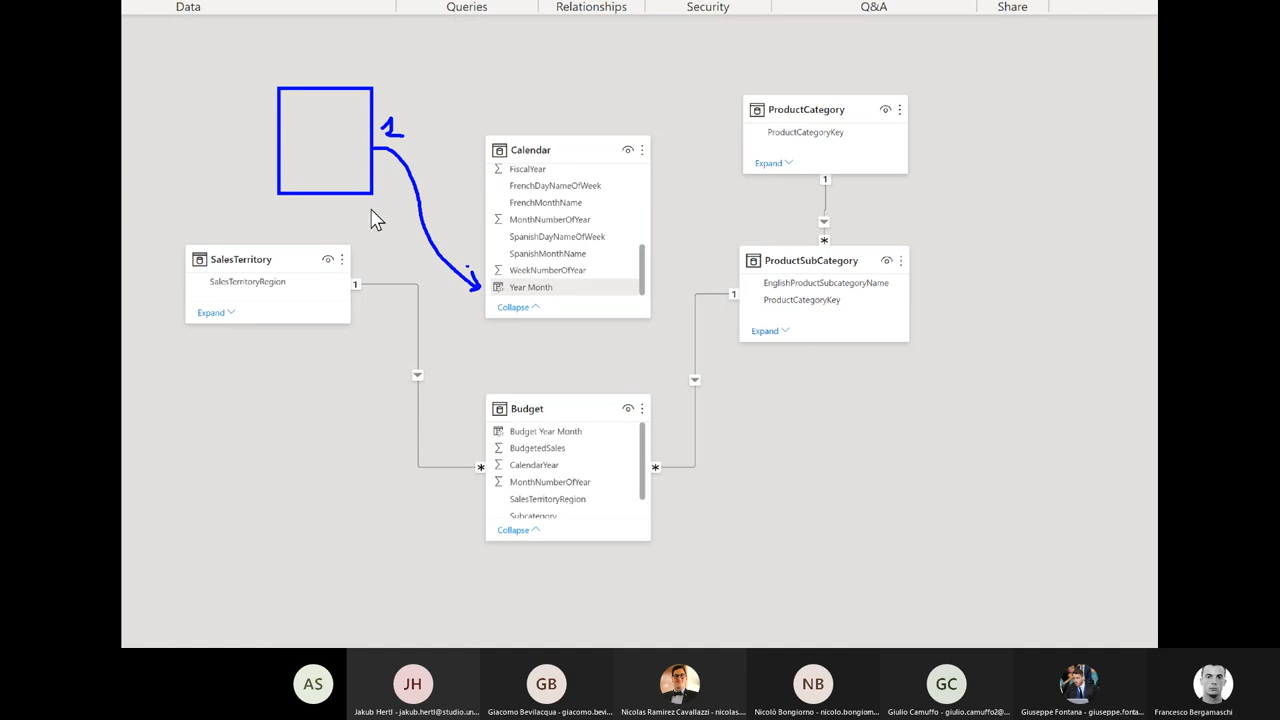 Data
Queries
Relationships
Security
Q&A
Share
1
ProductCategory
ProductCategoryKey
Expand
1
*
Calendar
FiscalYear
FrenchDayNameOfWeek
FrenchMonthName
MonthNumberOfYear
SpanishDayNameOfWeek
SpanishMonthName
WeekNumberOfYear
Year Month
Collapse
SalesTerritory
SalesTerritoryRegion
Expand
1
ProductSubCategory
EnglishProductSubcategoryName
ProductCategoryKey
Expand
1
Budget
Budget Year Month
BudgetedSales
CalendarYear
MonthNumberOfYear
SalesTerritoryRegion
Subcategory
Collapse
*
*
AS
JH
GB
NB
GC
Jakub Hertl - jakub.hertl@studio.un...
Giacomo Bevilacqua - giacomo.bevi...
Nicolas Ramirez Cavallazzi - nicolas...
Nicolò Bongiorno - nicolo.bongiorn...
Giulio Camuffo - giulio.camuffo2@...
Giuseppe Fontana - giuseppe.fonta...
Francesco Bergamaschi